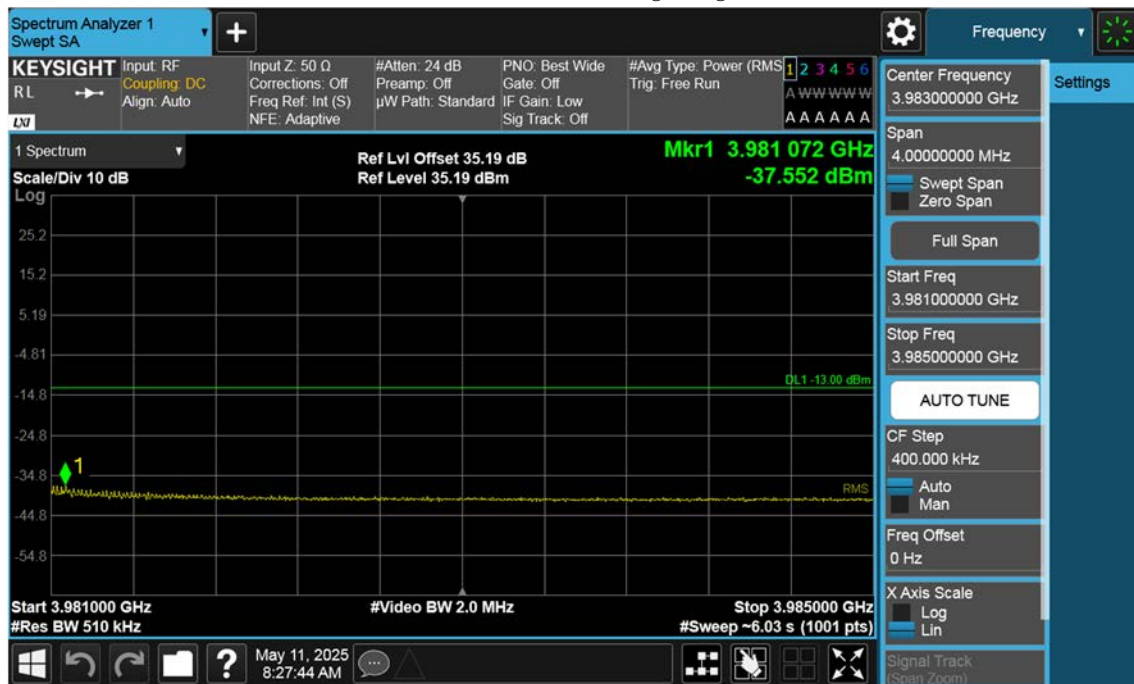 Spectrum Analyzer 1
Swept SA
+
Frequency
KEYSIGHT
RL
LXI
Input: RF
Coupling: DC
Align: Auto
Input Z: 50 Ω
Corrections: Off
Freq Ref: Int (S)
NFE: Adaptive
#Atten: 24 dB
Preamp: Off
µW Path: Standard
PNO: Best Wide
Gate: Off
IF Gain: Low
Sig Track: Off
#Avg Type: Power (RMS
Trig: Free Run
1 2 3 4 5 6
A W W W W W
A A A A A A
1 Spectrum
Scale/Div 10 dB
Ref Lvl Offset 35.19 dB
Ref Level 35.19 dBm
Mkr1 3.981 072 GHz
-37.552 dBm
Log
25.2
15.2
5.19
-4.81
DL1 -13.00 dBm
-14.8
-24.8
1
-34.8
RMS
-44.8
-54.8
Start 3.981000 GHz
#Res BW 510 kHz
#Video BW 2.0 MHz
Stop 3.985000 GHz
#Sweep ~6.03 s (1001 pts)
?
May 11, 2025
8:27:44 AM
Center Frequency
3.983000000 GHz
Span
4.00000000 MHz
Swept Span
Zero Span
Full Span
Start Freq
3.981000000 GHz
Stop Freq
3.985000000 GHz
AUTO TUNE
CF Step
400.000 kHz
Auto
Man
Freq Offset
0 Hz
X Axis Scale
Log
Lin
Signal Track
(Span Zoom)
Settings